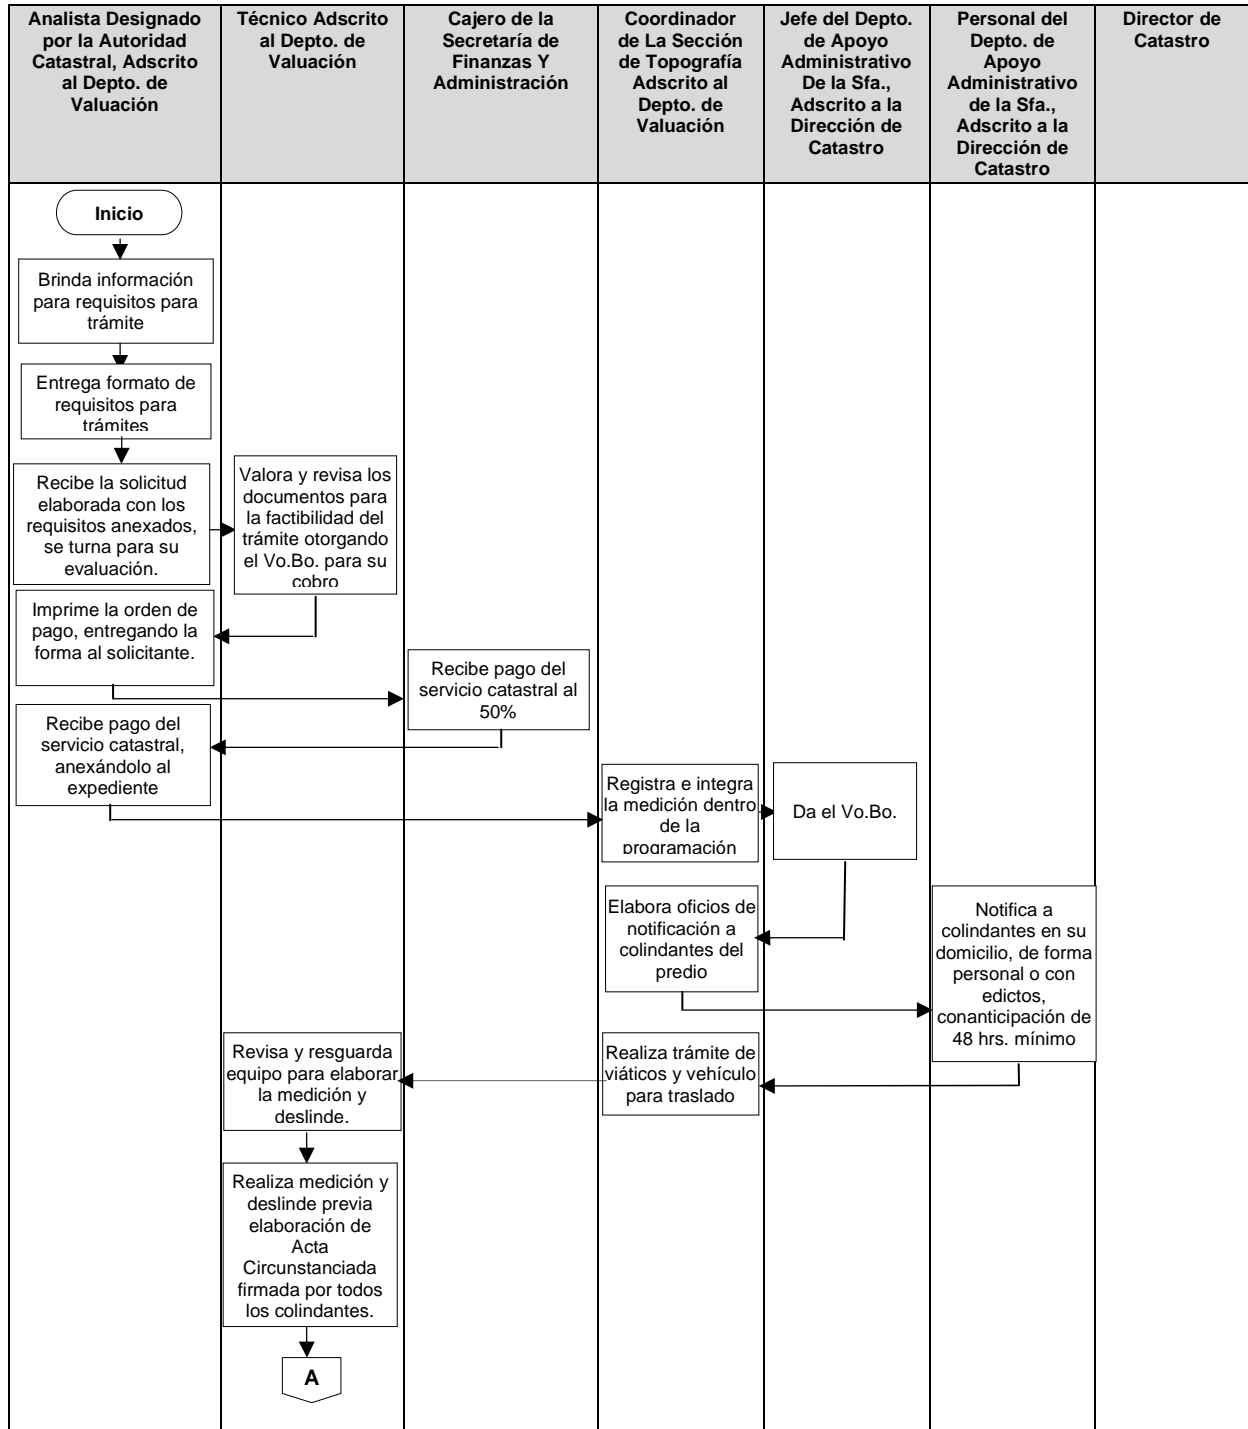 Analista Designado
por la Autoridad
Catastral, Adscrito
al Depto. de
Valuación
Técnico Adscrito
al Depto. de
Valuación
Cajero de la
Secretaría de
Finanzas Y
Administración
Coordinador
de La Sección
de Topografía
Adscrito al
Depto. de
Valuación
Jefe del Depto.
de Apoyo
Administrativo
De la Sfa.,
Adscrito a la
Dirección de
Catastro
Personal del
Depto. de
Apoyo
Administrativo
de la Sfa.,
Adscrito a la
Dirección de
Catastro
Director de
Catastro
Inicio
Brinda información
para requisitos para
trámite
Entrega formato de
requisitos para
trámites
Recibe la solicitud
elaborada con los
requisitos anexados,
se turna para su
evaluación.
Valora y revisa los
documentos para
la factibilidad del
trámite otorgando
el Vo.Bo. para su
cobro
Imprime la orden de
pago, entregando la
forma al solicitante.
Recibe pago del
servicio catastral al
50%
Recibe pago del
servicio catastral,
anexándolo al
expediente
Registra e integra
la medición dentro
de la
programación
Da el Vo.Bo.
Elabora oficios de
notificación a
colindantes del
predio
Notifica a
colindantes en su
domicilio, de forma
personal o con
edictos,
conanticipación de
48 hrs. mínimo
Realiza trámite de
viáticos y vehículo
para traslado
Revisa y resguarda
equipo para elaborar
la medición y
deslinde.
Realiza medición y
deslinde previa
elaboración de
Acta
Circunstanciada
firmada por todos
los colindantes.
A